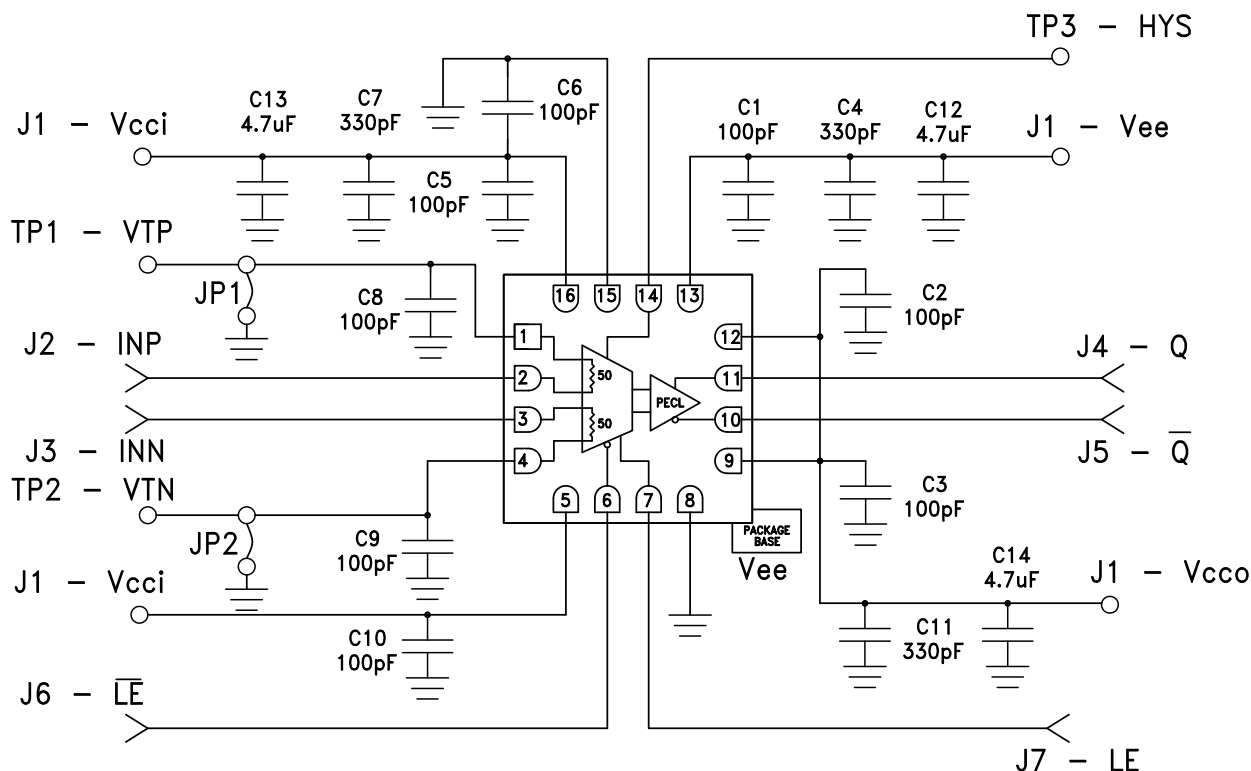 TP3 - HYS
J1 - Vcci
C13
4.7uF
C7
330pF
C6
100pF
C5
100pF
C1
100pF
C4
330pF
C12
4.7uF
J1 - Vee
TP1 - VTP
JP1
C8
100pF
16
15
14
13
C2
100pF
J2 - INP
1
2
3
4
50
50
PECL
12
11
10
9
J4 - Q
J3 - INN
J5 - Q̅
TP2 - VTN
JP2
C9
100pF
5
6
7
8
PACKAGE
BASE
Vee
C3
100pF
C14
4.7uF
J1 - Vcco
J1 - Vcci
C10
100pF
C11
330pF
J6 - L̅E̅
J7 - LE